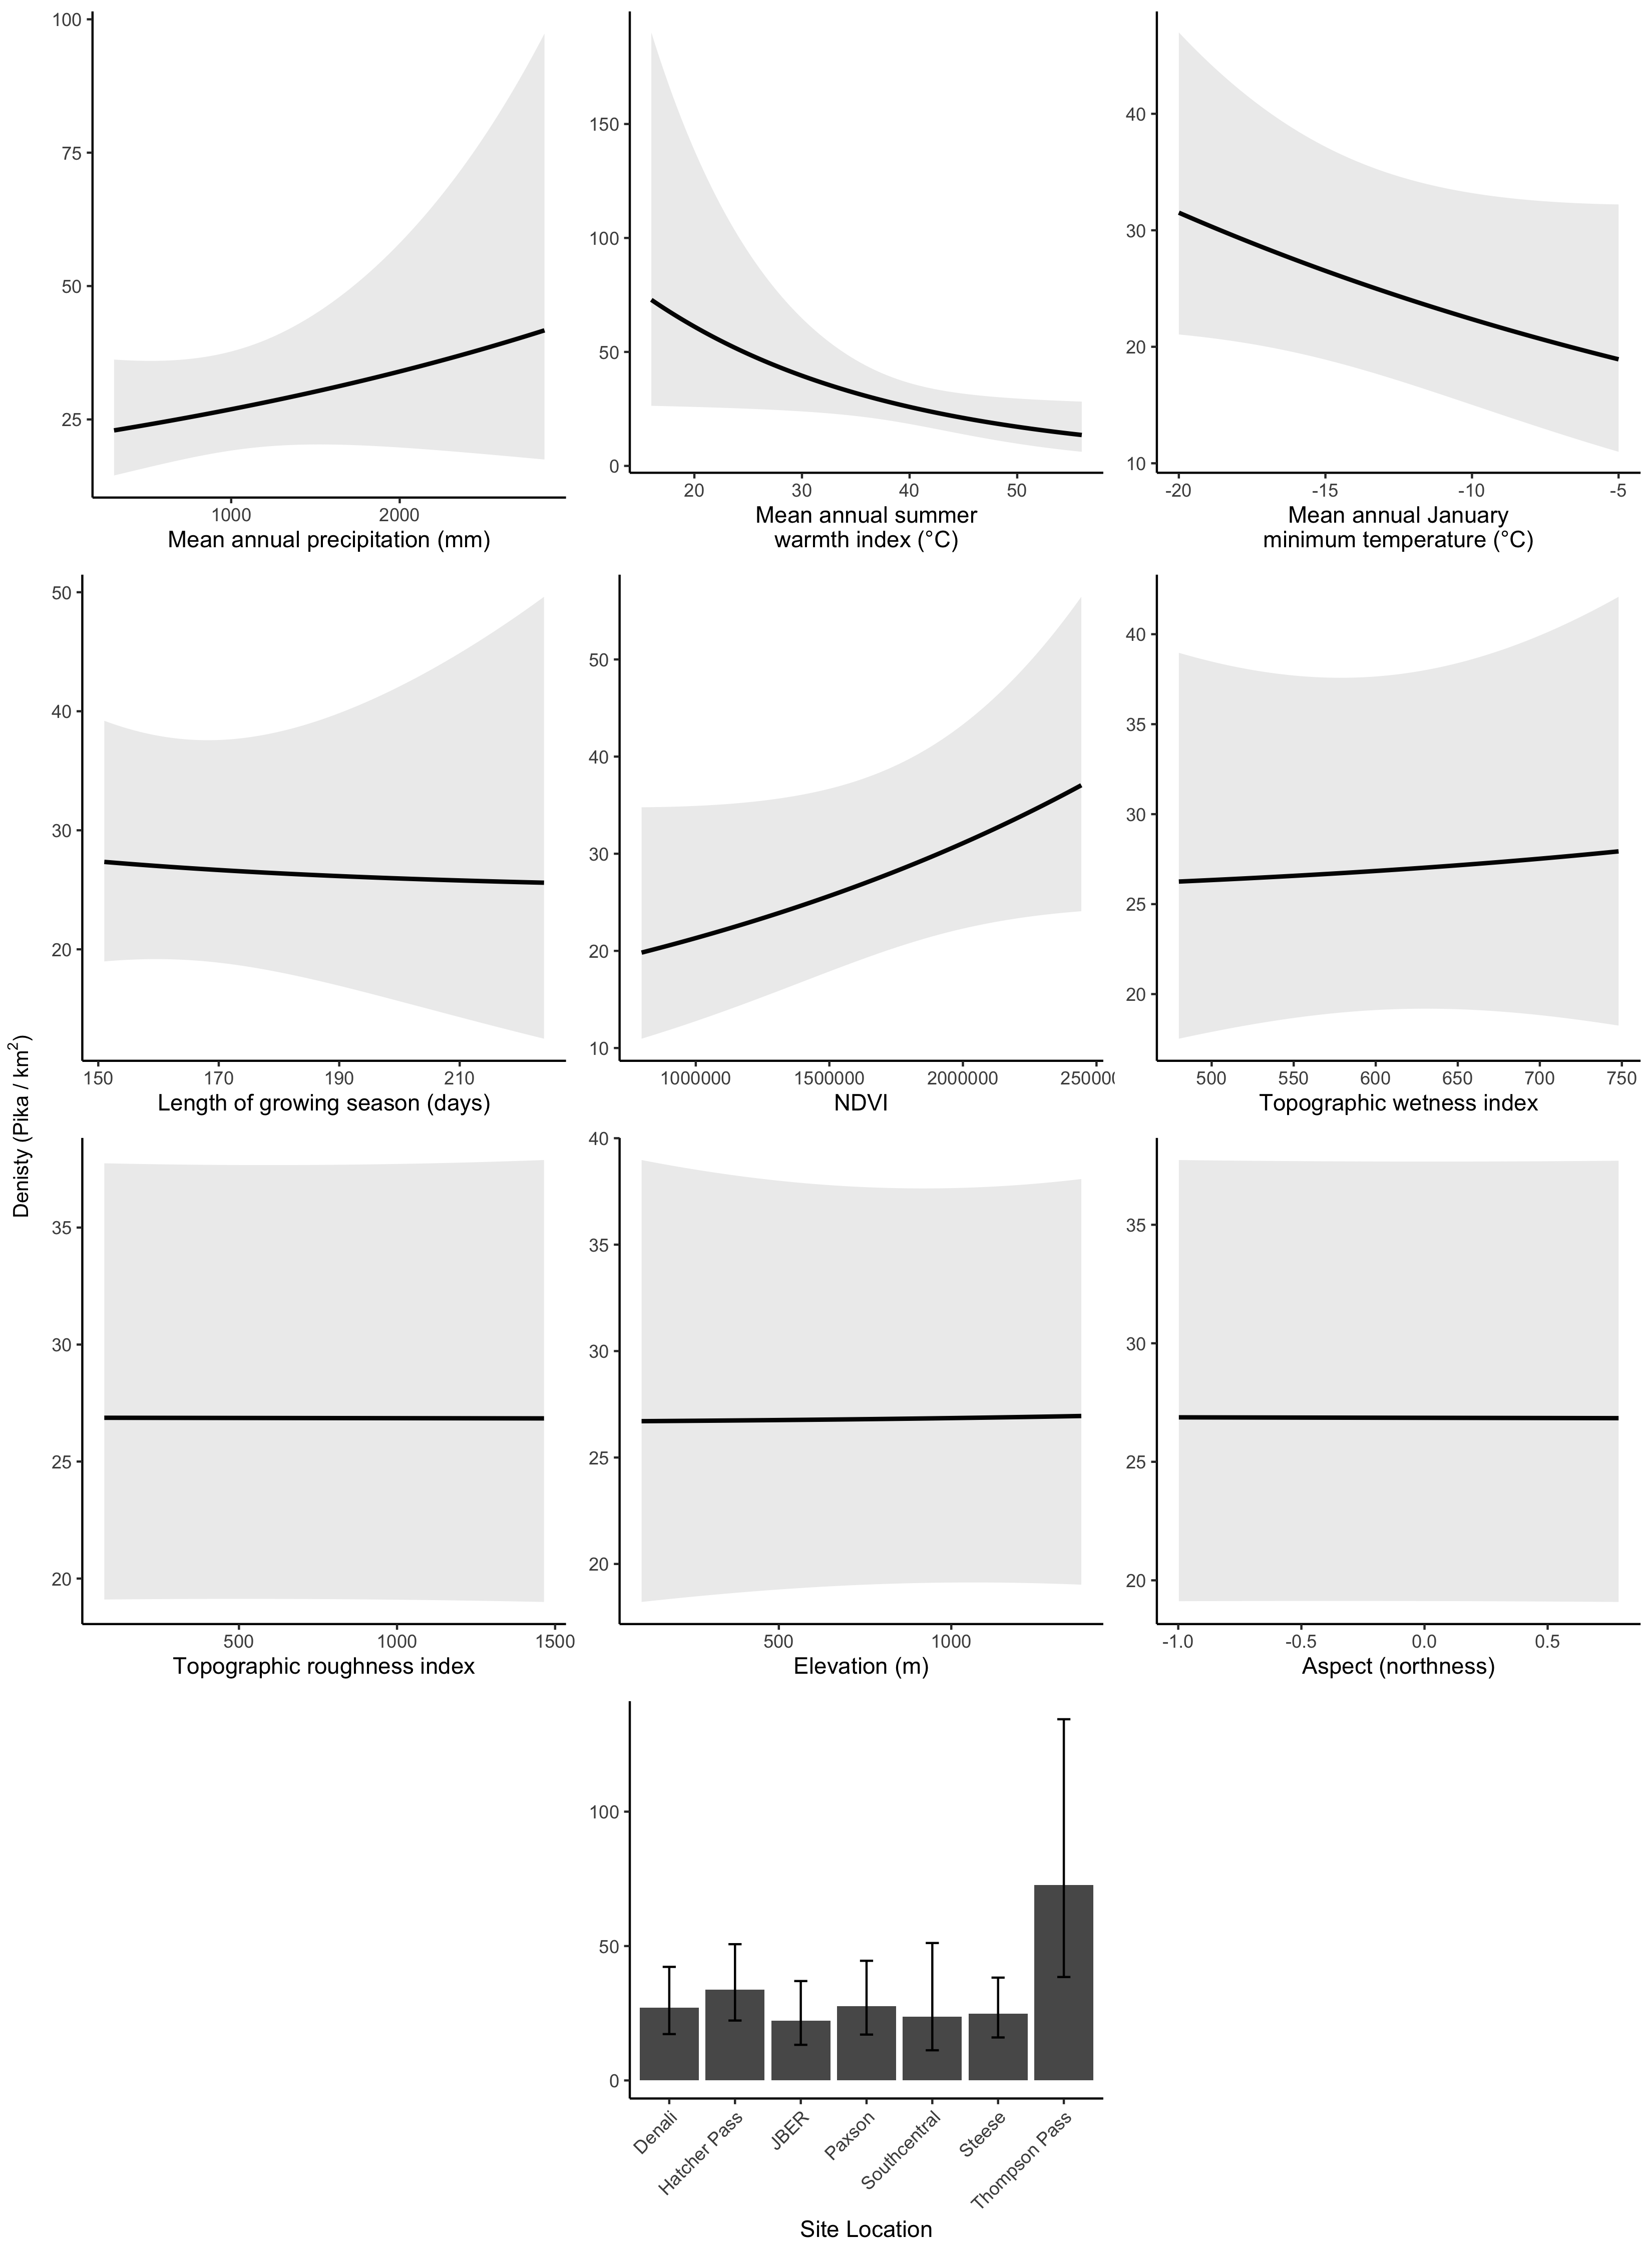 100
75
50
25
1000 2000
Mean annual precipitation (mm)
150
100
50
0
20 30 40 50
Mean annual summer
warmth index (°C)
40
30
20
10
-20 -15 -10 -5
Mean annual January
minimum temperature (°C)
Denisty (Pika / km²)
50
40
30
20
150 170 190 210
Length of growing season (days)
50
40
30
20
10
1000000 1500000 2000000 250000
NDVI
40
35
30
25
20
500 550 600 650 700 750
Topographic wetness index
35
30
25
20
500 1000 1500
Topographic roughness index
40
35
30
25
20
500 1000
Elevation (m)
35
30
25
20
-1.0 -0.5 0.0 0.5
Aspect (northness)
100
50
0
Denali
Hatcher Pass
JBER
Paxson
Southcentral
Steese
Thompson Pass
Site Location